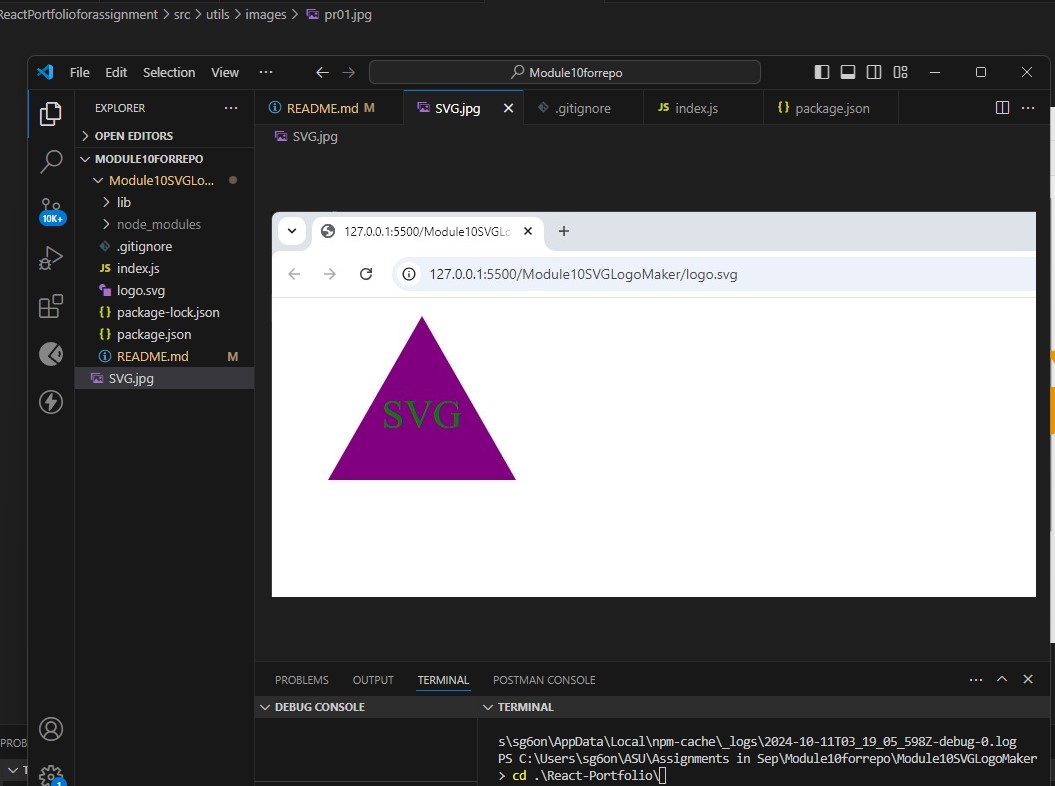 ReactPortfolioforassignment > src > utils > images > pr01.jpg
File Edit Selection View ··· Module10forrepo
EXPLORER ···
OPEN EDITORS
MODULE10FORREPO
Module10SVGLo...
lib
node_modules
.gitignore
JS index.js
logo.svg
{} package-lock.json
{} package.json
README.md M
SVG.jpg
10K+
README.md M SVG.jpg .gitignore JS index.js {} package.json ···
SVG.jpg
127.0.0.1:5500/Module10SVGLo
127.0.0.1:5500/Module10SVGLogoMaker/logo.svg
SVG
PROBLEMS OUTPUT TERMINAL POSTMAN CONSOLE ···
DEBUG CONSOLE
TERMINAL
s\sg6on\AppData\Local\npm-cache\_logs\2024-10-11T03_19_05_598Z-debug-0.log
PS C:\Users\sg6on\ASU\Assignments in Sep\Module10forrepo\Module10SVGLogoMaker
> cd .\React-Portfolio\
PROB
1